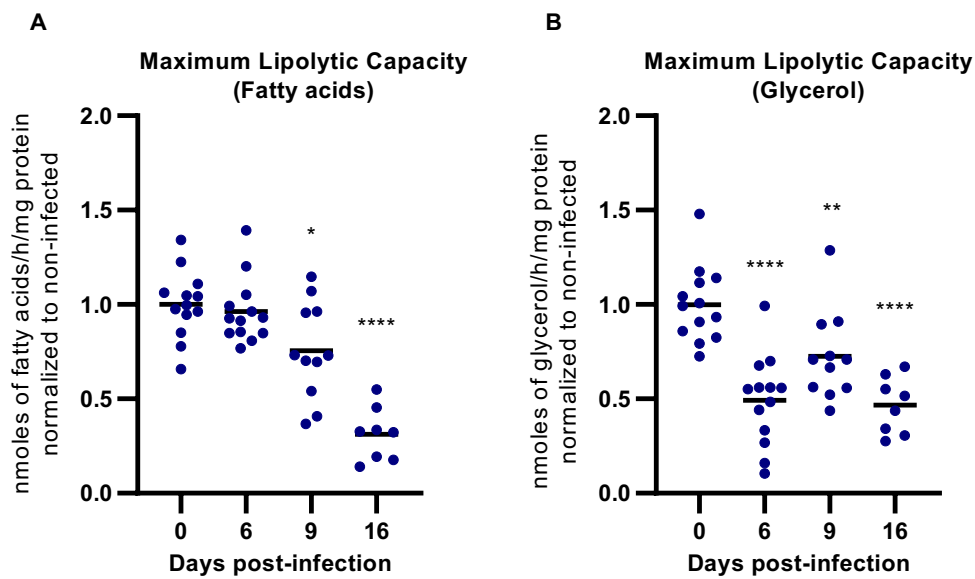 A
Maximum Lipolytic Capacity
(Fatty acids)
nmoles of fatty acids/h/mg protein
normalized to non-infected
2.0
1.5
1.0
0.5
0.0
*
****
0 6 9 16
Days post-infection
B
Maximum Lipolytic Capacity
(Glycerol)
nmoles of glycerol/h/mg protein
normalized to non-infected
2.0
1.5
1.0
0.5
0.0
****
**
****
0 6 9 16
Days post-infection